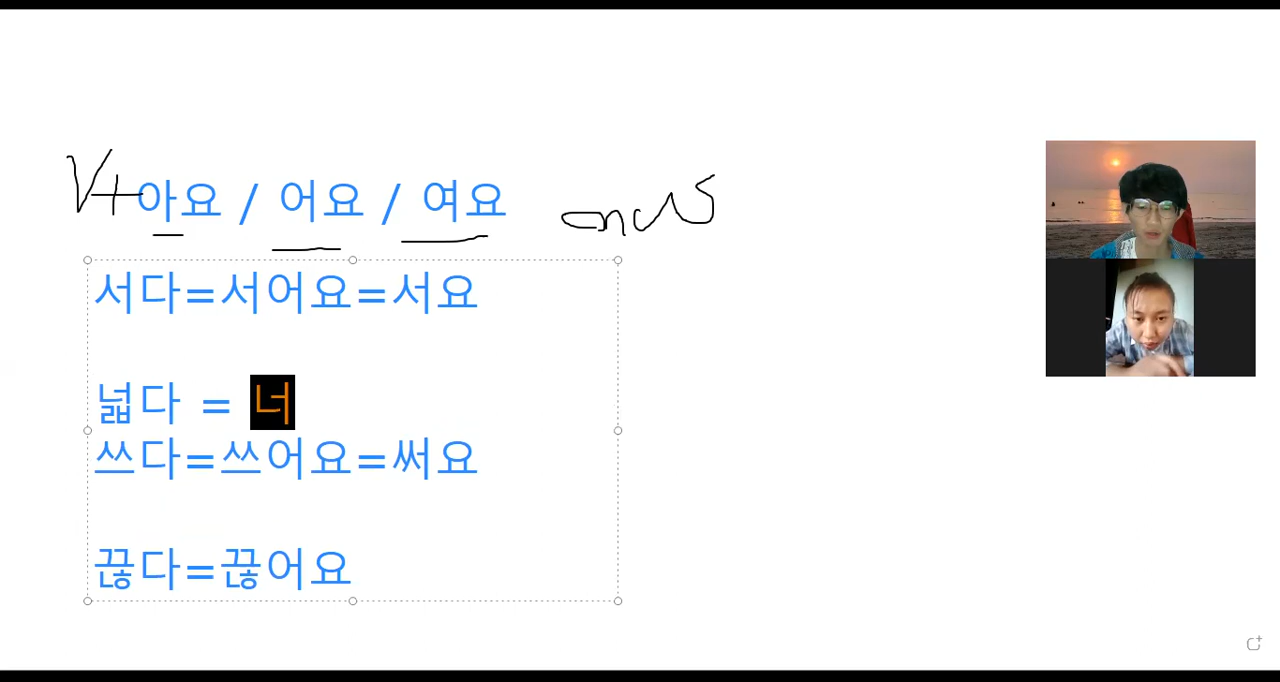 V+아요 / 어요 / 여요
서다=서어요=서요
넓다 = 너
쓰다=쓰어요=써요
끊다=끊어요